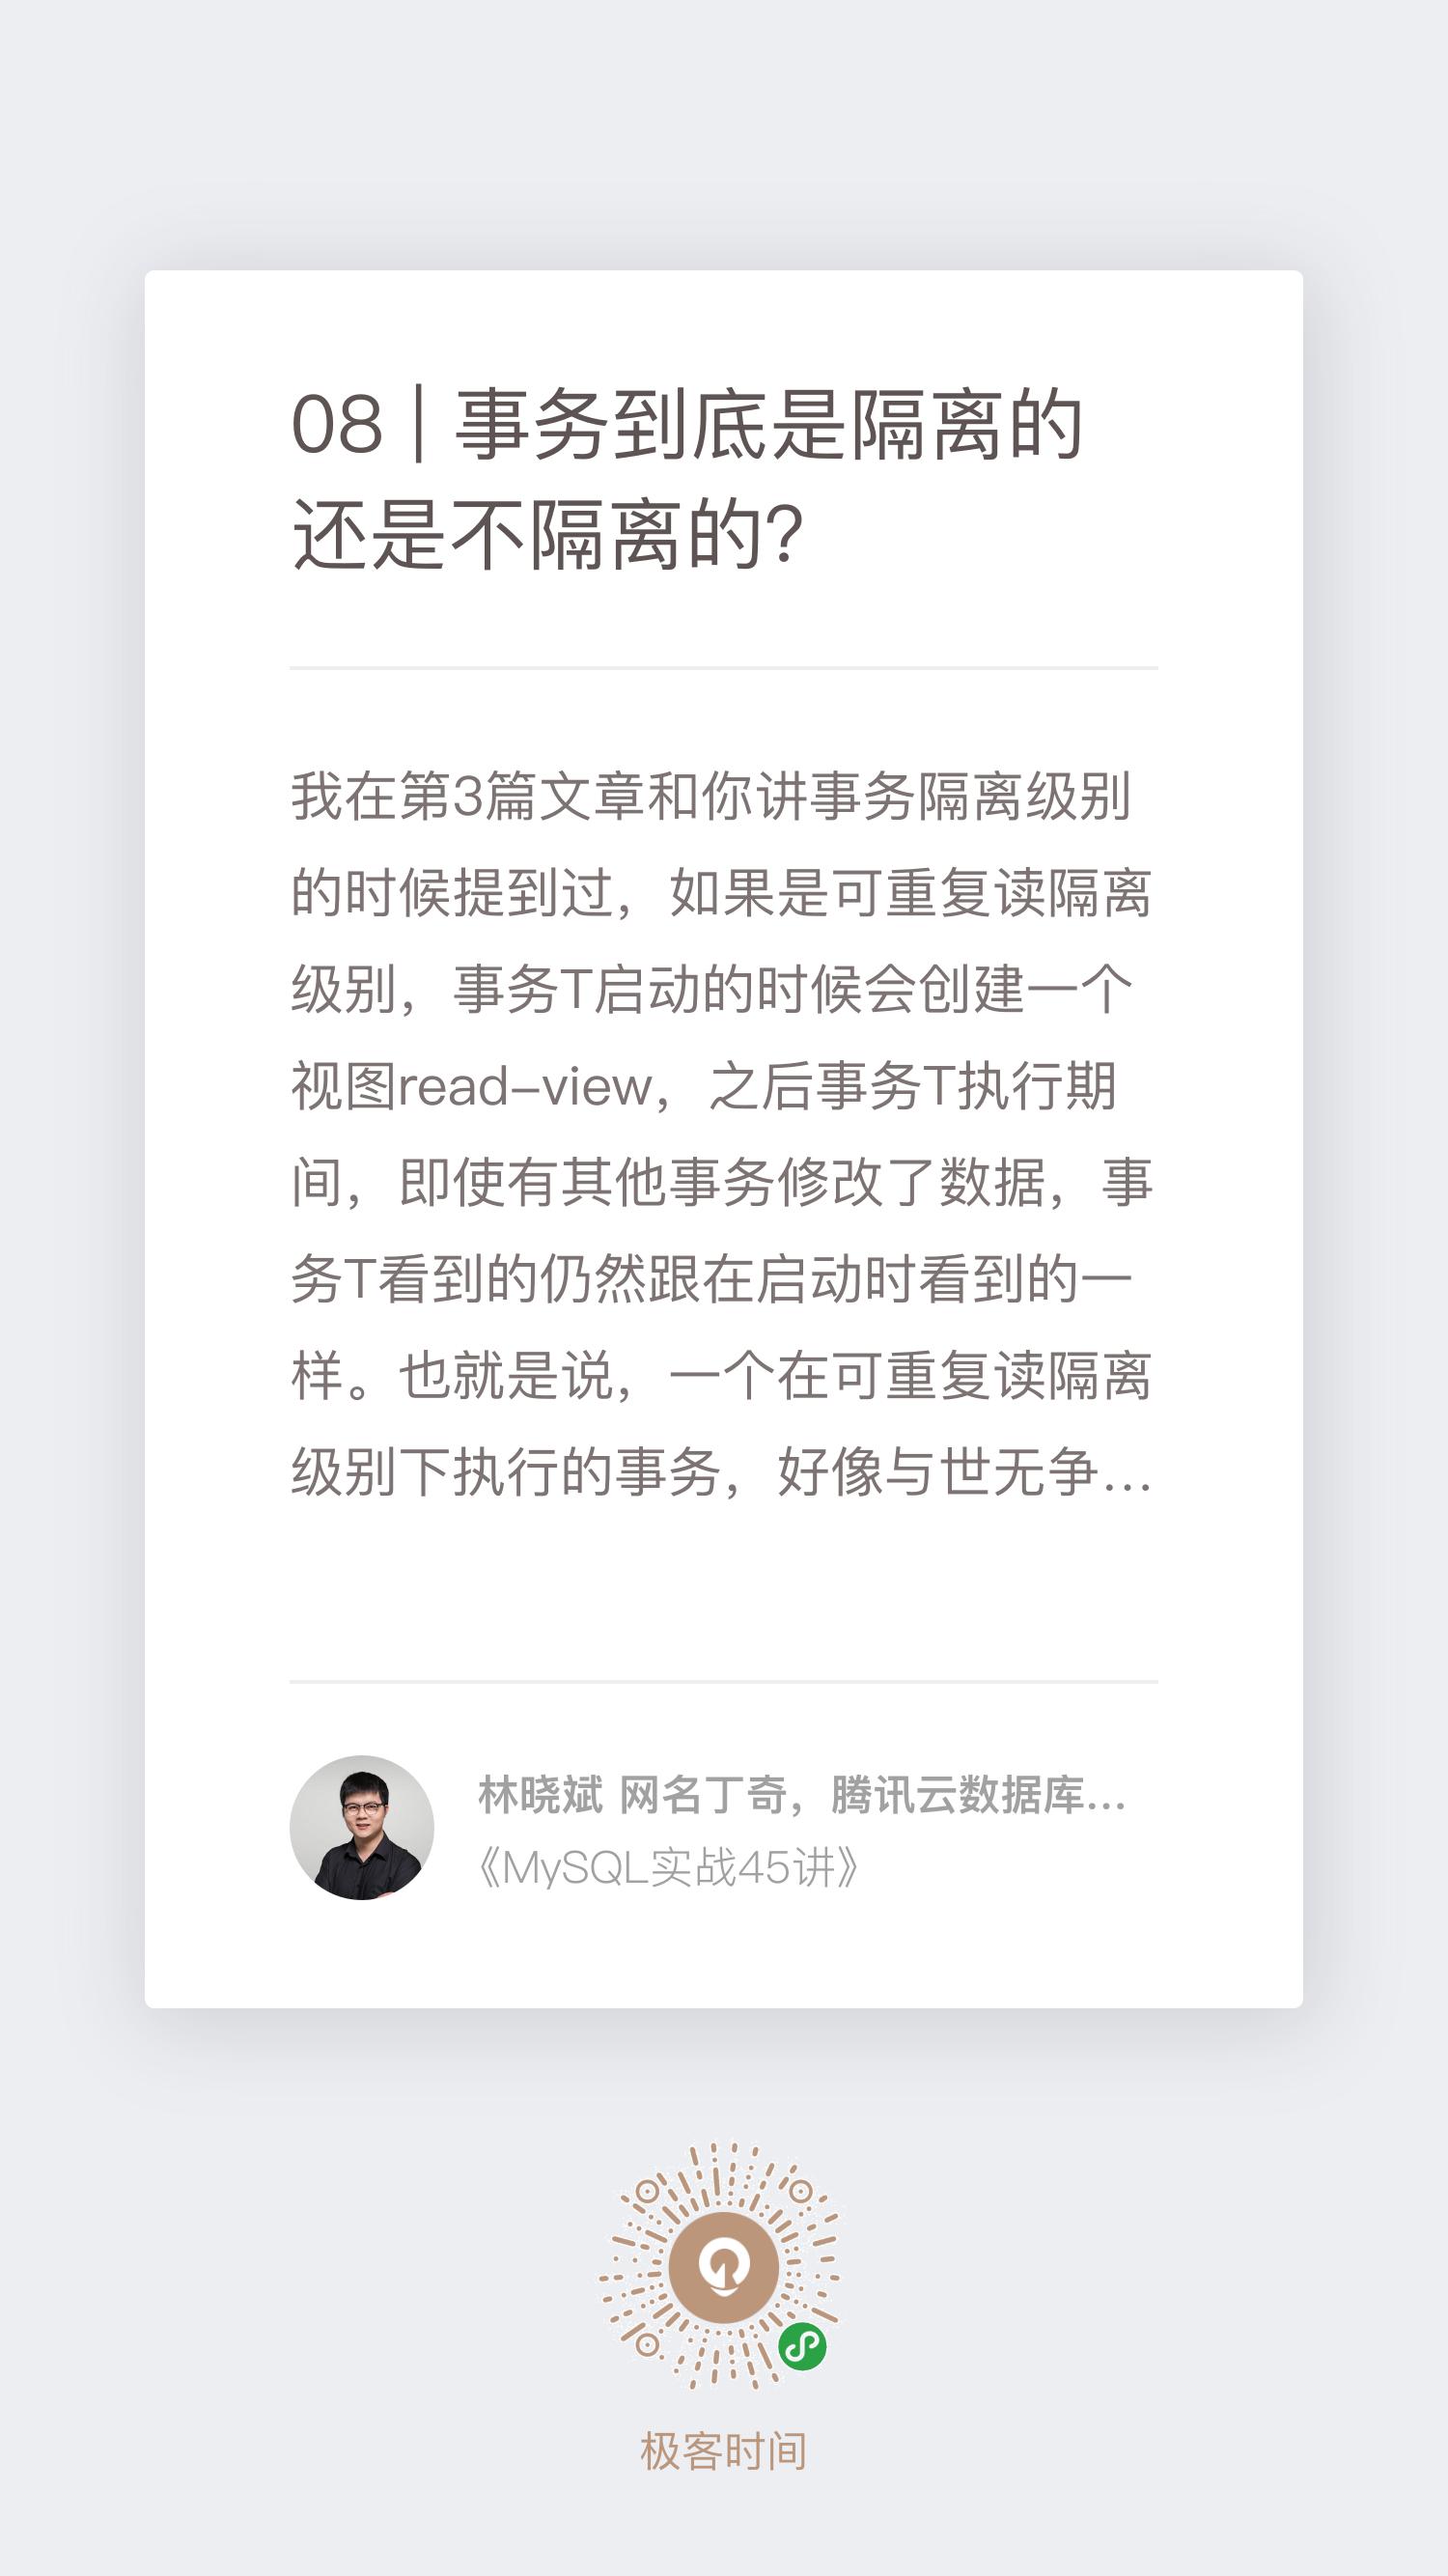 08 | 事务到底是隔离的
还是不隔离的?
我在第3篇文章和你讲事务隔离级别
的时候提到过，如果是可重复读隔离
级别，事务T启动的时候会创建一个
视图read-view，之后事务T执行期
间，即使有其他事务修改了数据，事
务T看到的仍然跟在启动时看到的一
样。也就是说，一个在可重复读隔离
级别下执行的事务，好像与世无争...
林晓斌 网名丁奇，腾讯云数据库...
《MySQL实战45讲》
极客时间